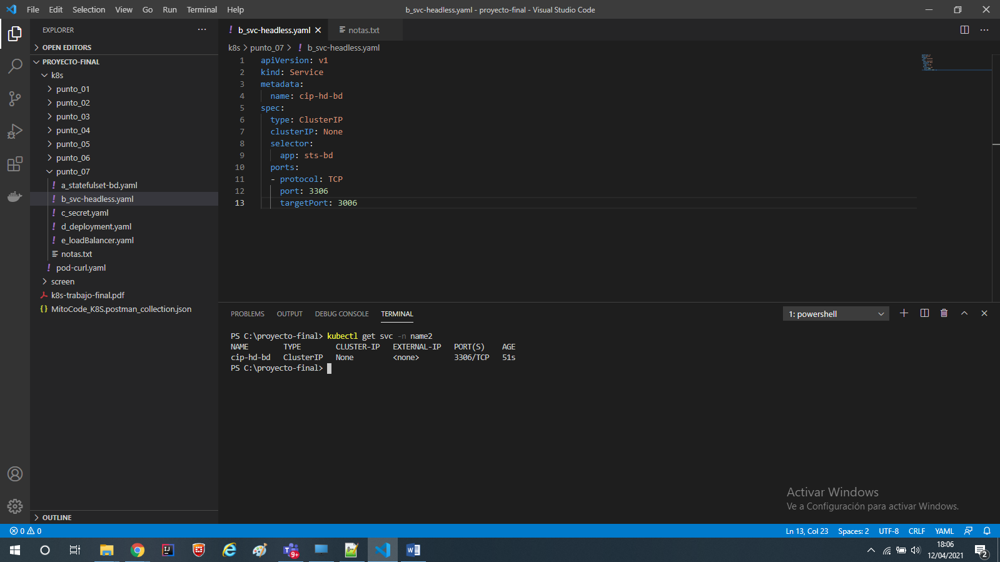 File Edit Selection View Go Run Terminal Help
b_svc-headless.yaml - proyecto-final - Visual Studio Code
EXPLORER
OPEN EDITORS
PROYECTO-FINAL
k8s
punto_01
punto_02
punto_03
punto_04
punto_05
punto_06
punto_07
! a_statefulset-bd.yaml
! b_svc-headless.yaml
! c_secret.yaml
! d_deployment.yaml
! e_loadBalancer.yaml
notas.txt
! pod-curl.yaml
screen
k8s-trabajo-final.pdf
{} MitoCode_K8S.postman_collection.json
OUTLINE
! b_svc-headless.yaml
notas.txt
k8s > punto_07 > ! b_svc-headless.yaml
1 apiVersion: v1
2 kind: Service
3 metadata:
4 name: cip-hd-bd
5 spec:
6 type: ClusterIP
7 clusterIP: None
8 selector:
9 app: sts-bd
10 ports:
11 - protocol: TCP
12 port: 3306
13 targetPort: 3006
PROBLEMS OUTPUT DEBUG CONSOLE TERMINAL
1: powershell
PS C:\proyecto-final> kubectl get svc -n name2
NAME TYPE CLUSTER-IP EXTERNAL-IP PORT(S) AGE
cip-hd-bd ClusterIP None <none> 3306/TCP 51s
PS C:\proyecto-final>
Activar Windows
Ve a Configuración para activar Windows.
0 0
Ln 13, Col 23 Spaces: 2 UTF-8 CRLF YAML
IJ
9+
W
18:06
12/04/2021
2